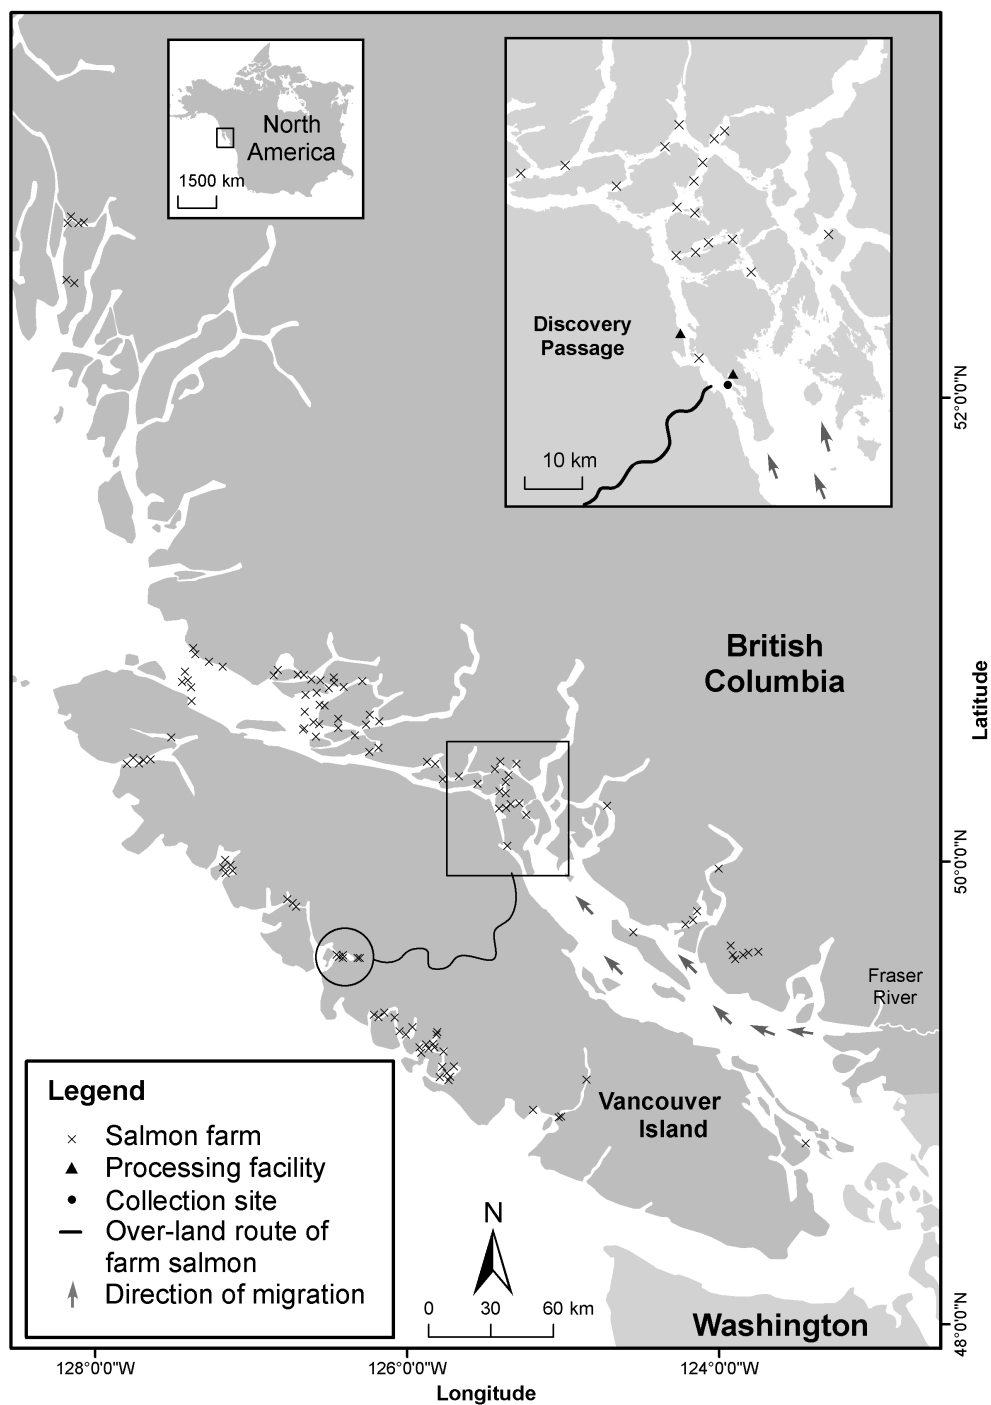 North
America
1500 km
Discovery
Passage
10 km
52°0'0"N
British
Columbia
Latitude
50°0'0"N
Fraser
River
Vancouver
Island
Legend
Salmon farm
Processing facility
Collection site
Over-land route of
farm salmon
Direction of migration
N
0 30 60 km
Washington
48°0'0"N
128°0'0"W 126°0'0"W 124°0'0"W
Longitude